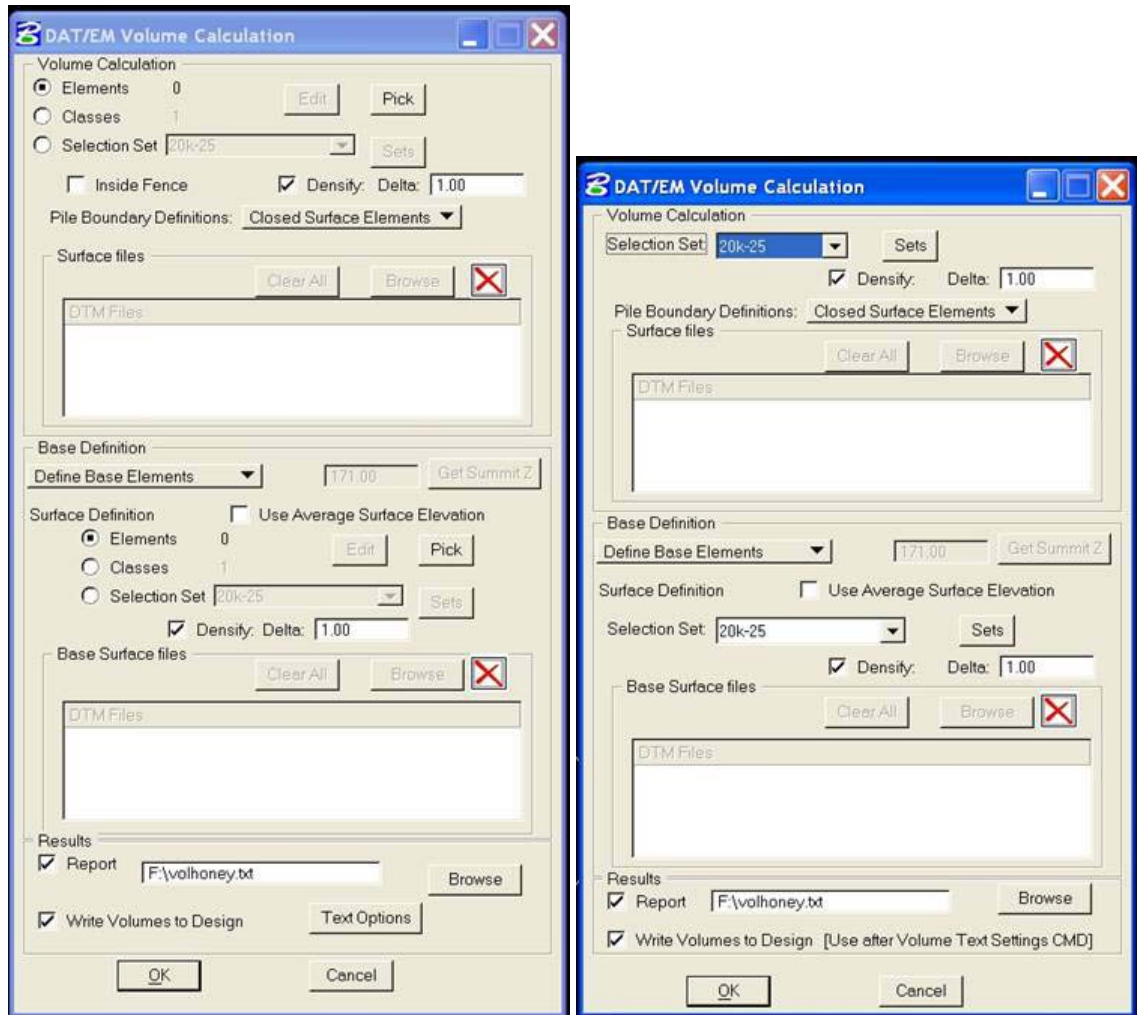 DAT/EM Volume Calculation
Volume Calculation
Elements 0 Edit Pick
Classes 1
Selection Set 20k-25 Sets
Inside Fence Densify: Delta: 1.00
Pile Boundary Definitions: Closed Surface Elements
Surface files
Clear All Browse
DTM Files
Base Definition
Define Base Elements 171.00 Get Summit Z
Surface Definition Use Average Surface Elevation
Elements 0 Edit Pick
Classes 1
Selection Set 20k-25 Sets
Densify: Delta: 1.00
Base Surface files
Clear All Browse
DTM Files
Results
Report F:\volhoney.txt Browse
Write Volumes to Design Text Options
OK Cancel
DAT/EM Volume Calculation
Volume Calculation
Selection Set: 20k-25 Sets
Densify: Delta: 1.00
Pile Boundary Definitions: Closed Surface Elements
Surface files
Clear All Browse
DTM Files
Base Definition
Define Base Elements 171.00 Get Summit Z
Surface Definition Use Average Surface Elevation
Selection Set: 20k-25 Sets
Densify: Delta: 1.00
Base Surface files
Clear All Browse
DTM Files
Results
Report F:\volhoney.txt Browse
Write Volumes to Design [Use after Volume Text Settings CMD]
OK Cancel